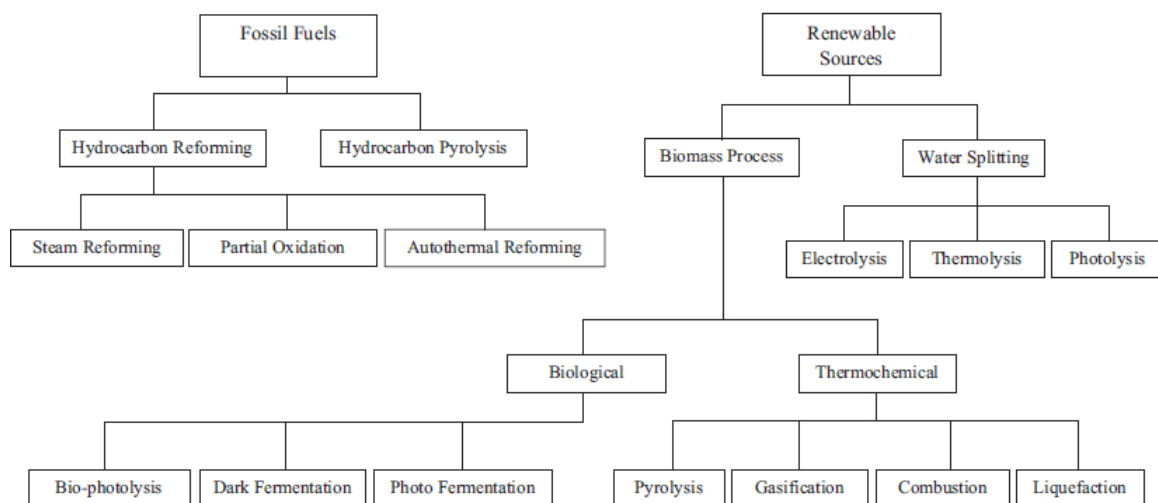 Fossil Fuels
Renewable
Sources
Hydrocarbon Reforming
Hydrocarbon Pyrolysis
Biomass Process
Water Splitting
Steam Reforming
Partial Oxidation
Autothermal Reforming
Electrolysis
Thermolysis
Photolysis
Biological
Thermochemical
Bio-photolysis
Dark Fermentation
Photo Fermentation
Pyrolysis
Gasification
Combustion
Liquefaction